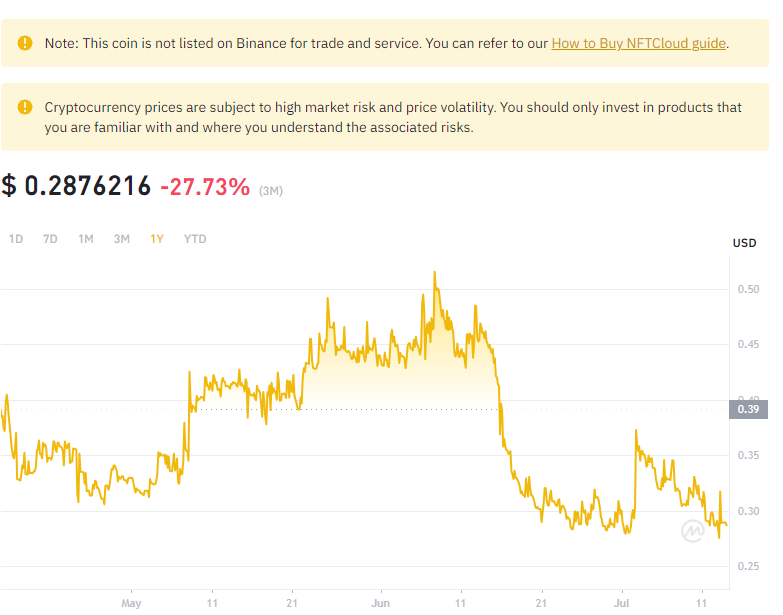 Note: This coin is not listed on Binance for trade and service. You can refer to our How to Buy NFTCloud guide.
Cryptocurrency prices are subject to high market risk and price volatility. You should only invest in products that
you are familiar with and where you understand the associated risks.
$ 0.2876216 -27.73% (3M)
1D 7D 1M 3M 1Y YTD
USD
0.50
0.45
0.40
0.39
0.35
0.30
0.25
May 11 21 Jun 11 21 Jul 11